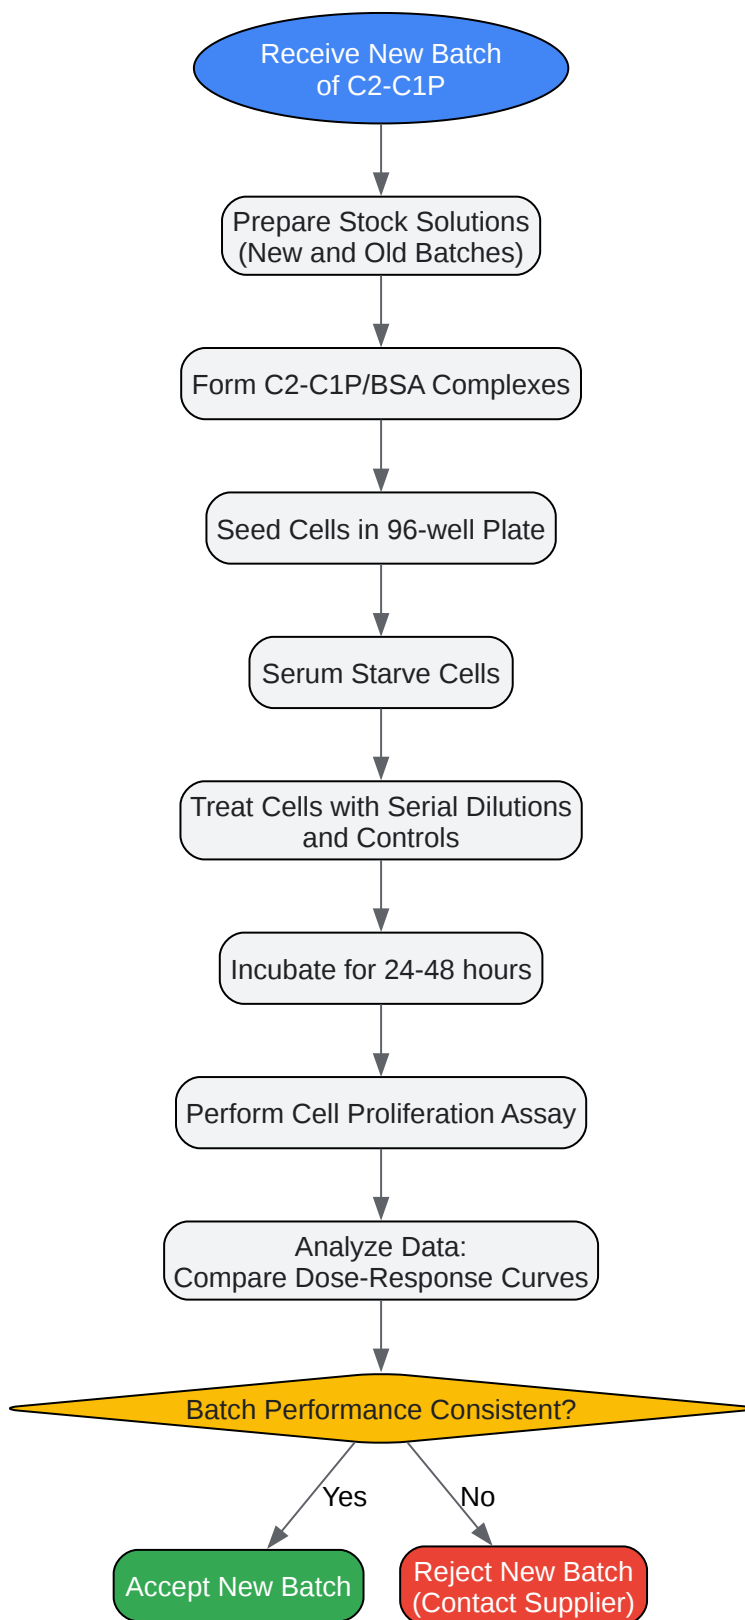 Receive New Batch
of C2-C1P
Prepare Stock Solutions
(New and Old Batches)
Form C2-C1P/BSA Complexes
Seed Cells in 96-well Plate
Serum Starve Cells
Treat Cells with Serial Dilutions
and Controls
Incubate for 24-48 hours
Perform Cell Proliferation Assay
Analyze Data:
Compare Dose-Response Curves
Batch Performance Consistent?
Yes
No
Accept New Batch
Reject New Batch
(Contact Supplier)